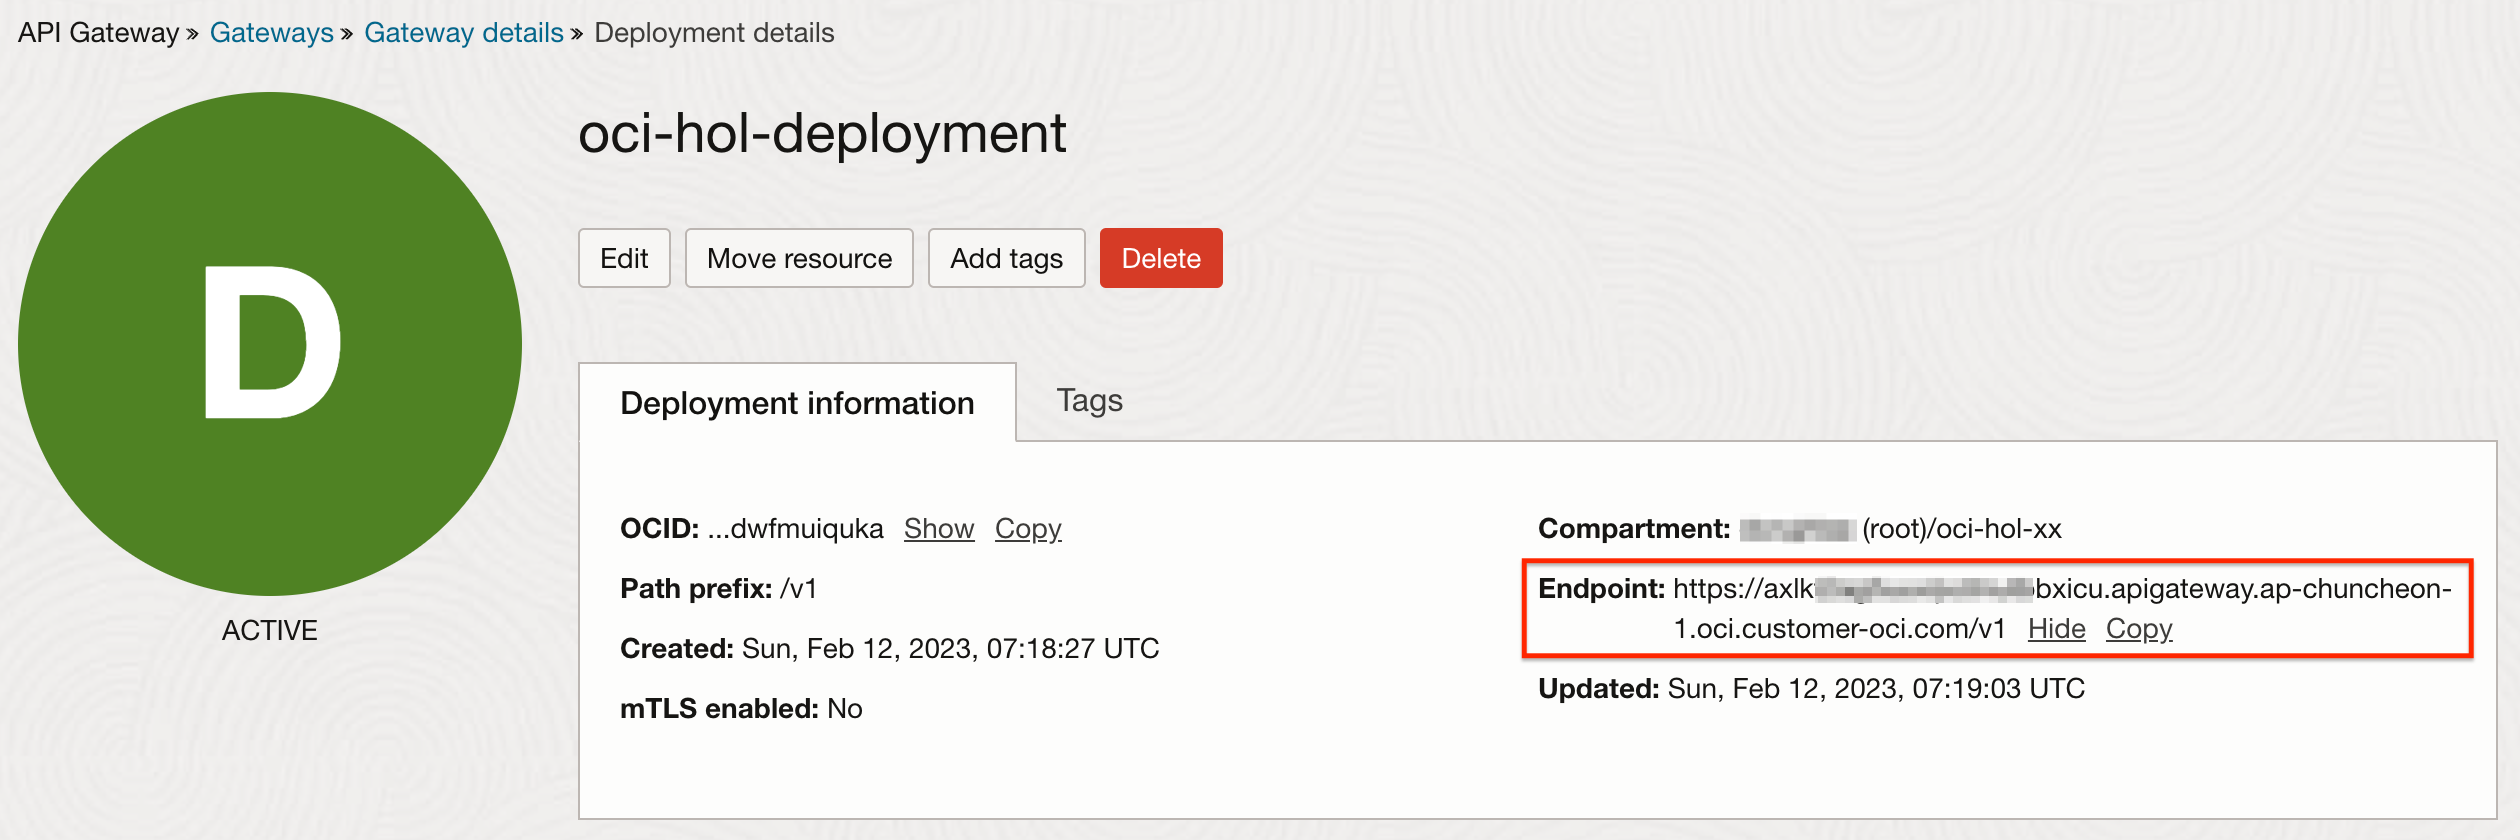 API Gateway » Gateways » Gateway details » Deployment details
D
ACTIVE
oci-hol-deployment
Edit Move resource Add tags Delete
Deployment information Tags
OCID: ...dwfmuiquka Show Copy
Path prefix: /v1
Created: Sun, Feb 12, 2023, 07:18:27 UTC
mTLS enabled: No
Compartment: (root)/oci-hol-xx
Endpoint: https://axlk bxicu.apigateway.ap-chuncheon-
1.oci.customer-oci.com/v1 Hide Copy
Updated: Sun, Feb 12, 2023, 07:19:03 UTC